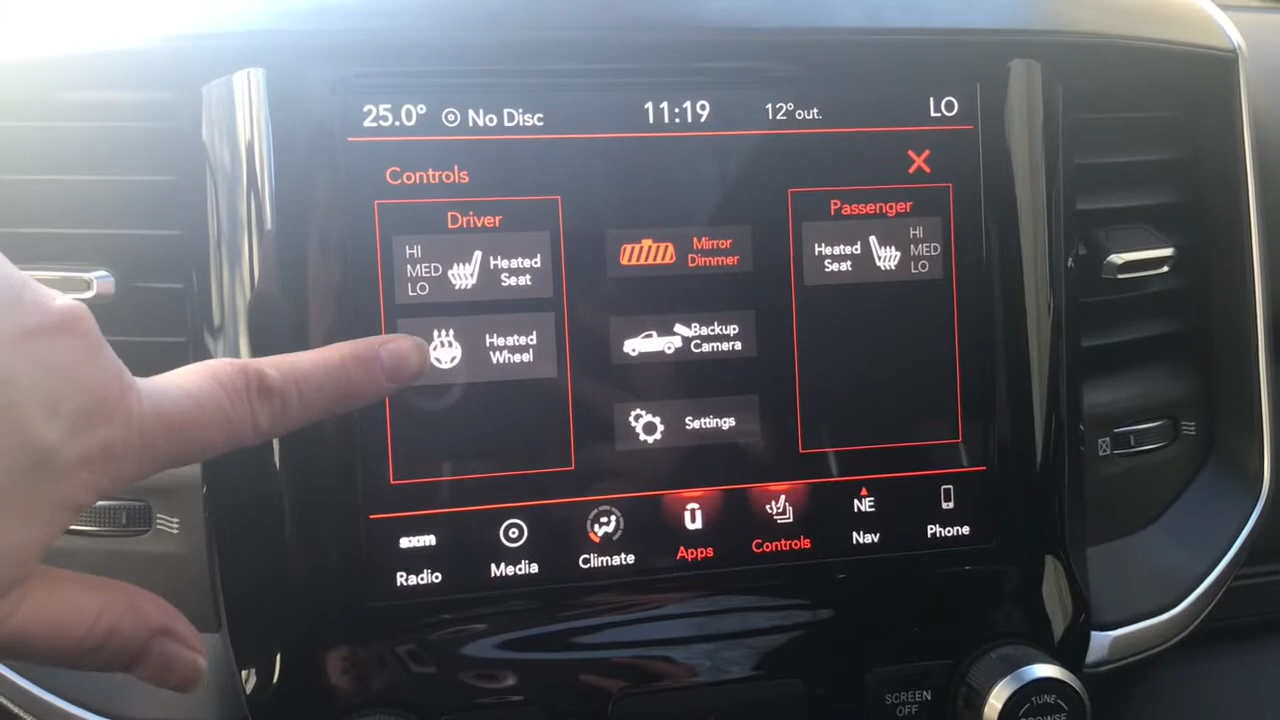 25.0° No Disc 11:19 12°out. LO
Controls
Driver
HI
MED
LO
Heated
Seat
Heated
Wheel
Mirror
Dimmer
Backup
Camera
Settings
Passenger
Heated
Seat
HI
MED
LO
sxm
Radio
Media
Climate
ū
Apps
Controls
NE
Nav
Phone
SCREEN
OFF
TUNE
BROWSE